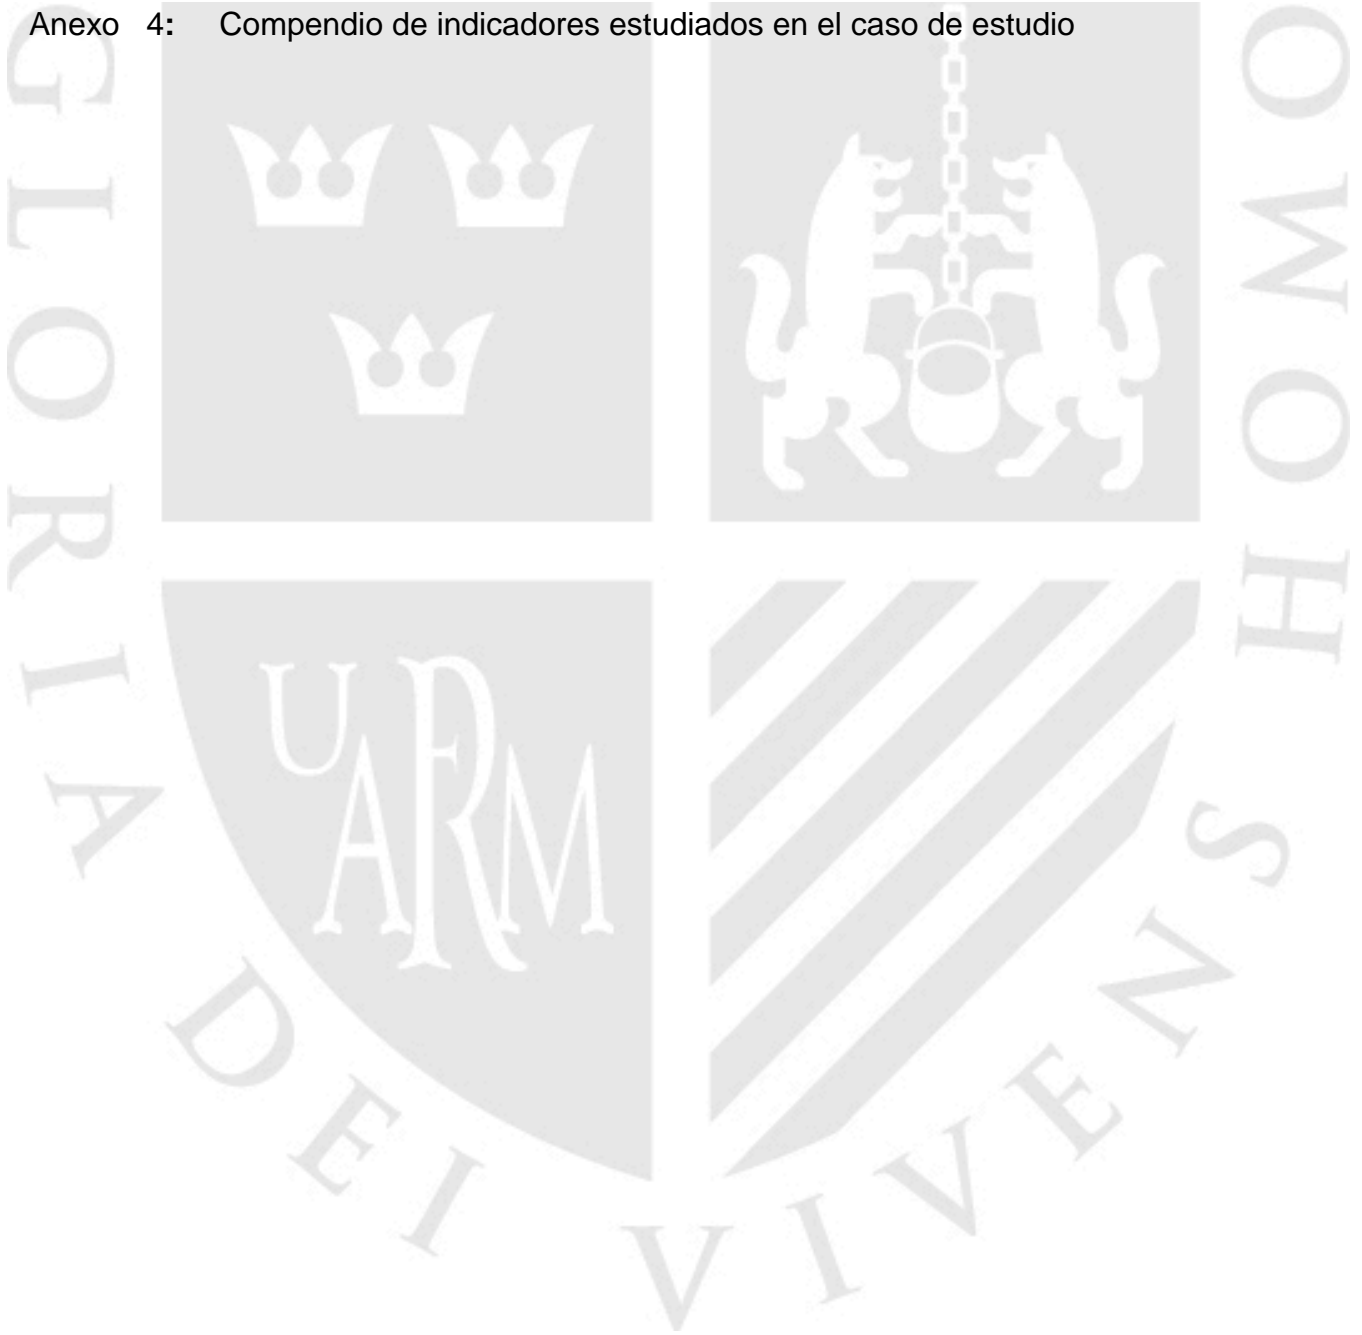 Anexo 4: Compendio de indicadores estudiados en el caso de estudio
GLORIA DEI VIVENS HOMO
UARM